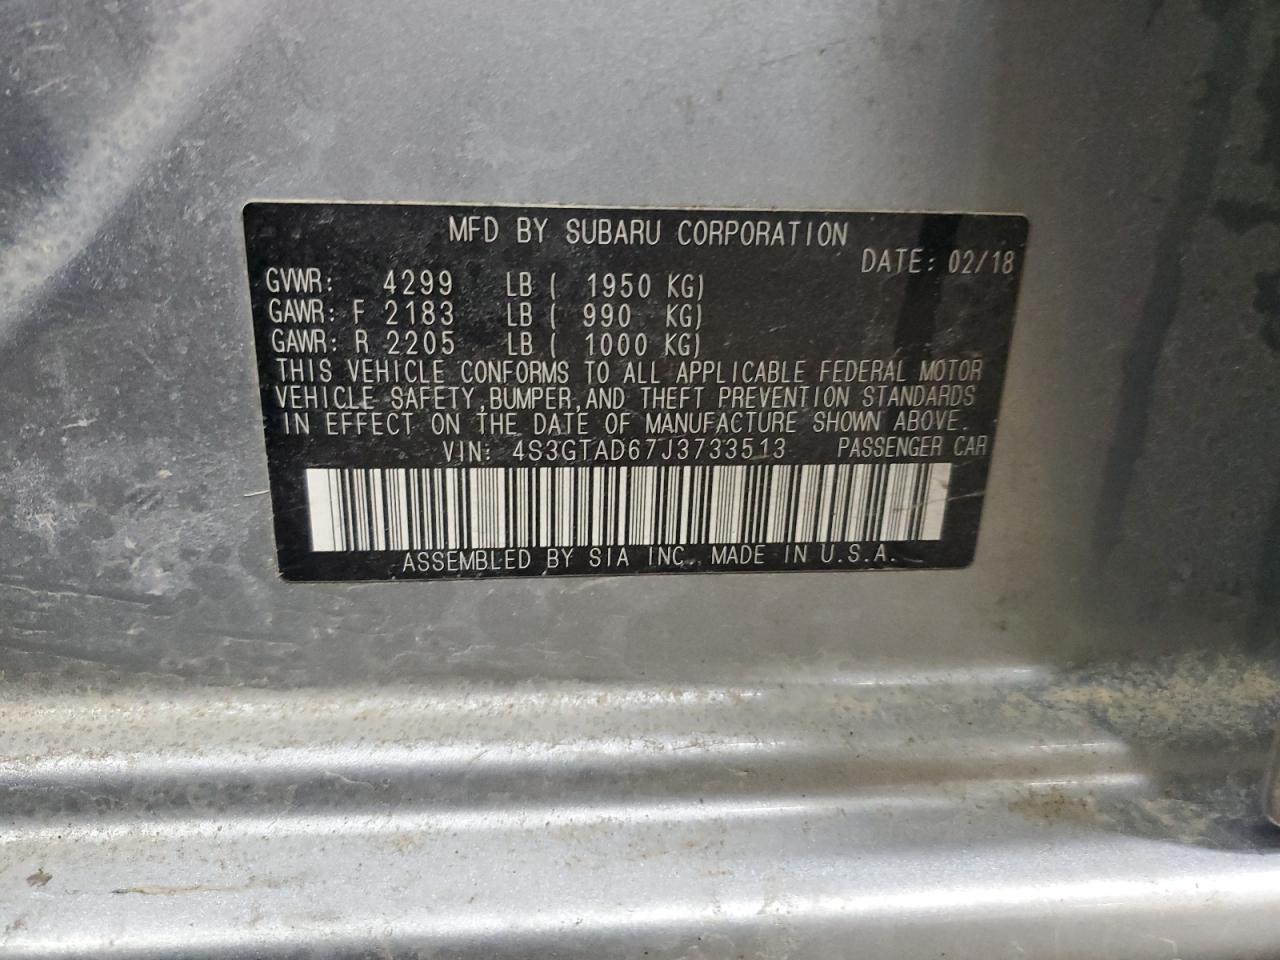 MFD BY SUBARU CORPORATION
DATE: 02/18
GVWR: 4299 LB ( 1950 KG)
GAWR: F 2183 LB ( 990 KG)
GAWR: R 2205 LB ( 1000 KG)
THIS VEHICLE CONFORMS TO ALL APPLICABLE FEDERAL MOTOR
VEHICLE SAFETY,BUMPER,AND THEFT PREVENTION STANDARDS
IN EFFECT ON THE DATE OF MANUFACTURE SHOWN ABOVE.
VIN: 4S3GTAD67J3733513 PASSENGER CAR
ASSEMBLED BY SIA INC. MADE IN U.S.A.